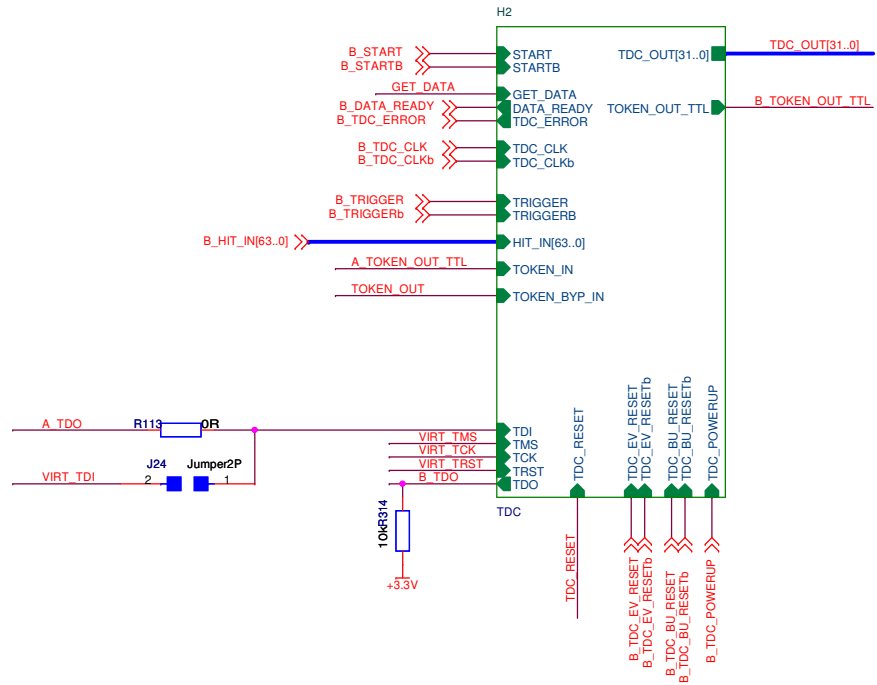 H2
B_START
START
TDC_OUT[31..0]
TDC_OUT[31..0]
B_STARTB
STARTB
GET_DATA
GET_DATA
B_DATA_READY
DATA_READY
TOKEN_OUT_TTL
B_TOKEN_OUT_TTL
B_TDC_ERROR
TDC_ERROR
B_TDC_CLK
TDC_CLK
B_TDC_CLKb
TDC_CLKb
B_TRIGGER
TRIGGER
B_TRIGGERb
TRIGGERB
B_HIT_IN[63..0]
HIT_IN[63..0]
A_TOKEN_OUT_TTL
TOKEN_IN
TOKEN_OUT
TOKEN_BYP_IN
A_TDO
R113
0R
TDI
VIRT_TMS
TMS
VIRT_TCK
TCK
VIRT_TRST
TRST
B_TDO
TDO
J24
Jumper2P
VIRT_TDI
2
1
R314
10k
+3.3V
TDC
TDC_RESET
TDC_EV_RESET
TDC_EV_RESETb
TDC_BU_RESET
TDC_BU_RESETb
TDC_POWERUP
TDC_RESET
B_TDC_EV_RESET
B_TDC_EV_RESETb
B_TDC_BU_RESET
B_TDC_BU_RESETb
B_TDC_POWERUP